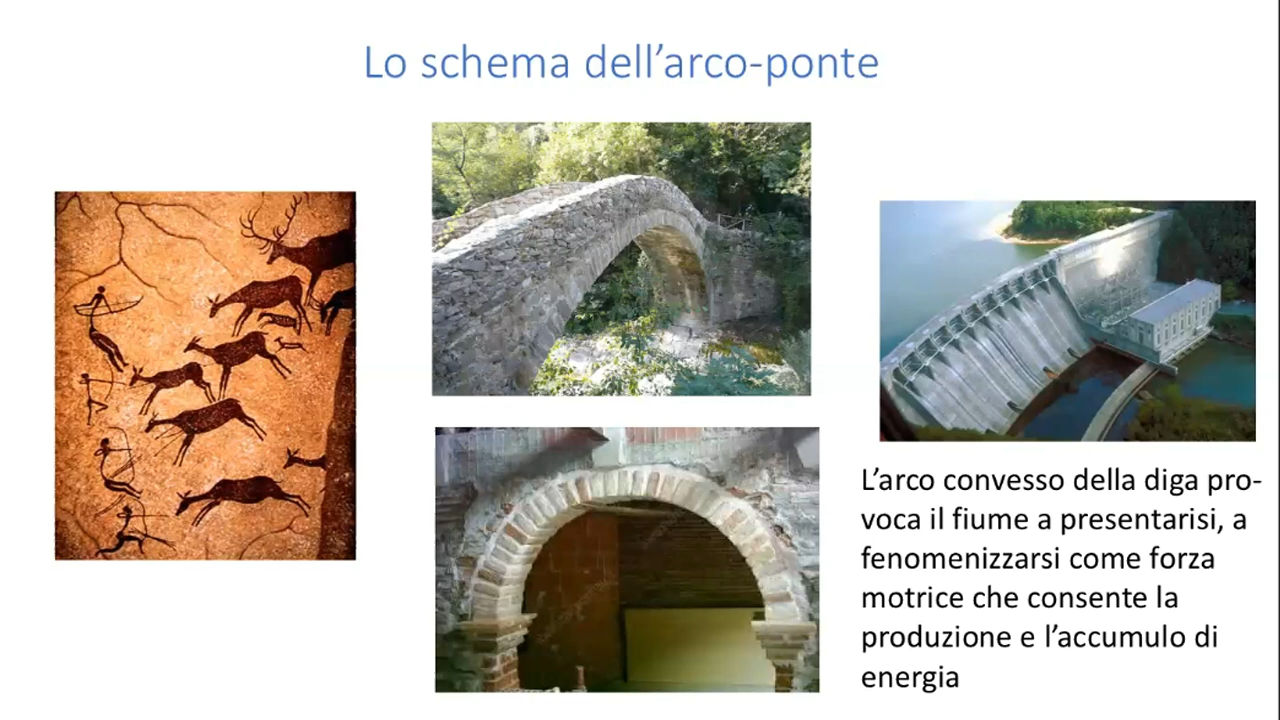 Lo schema dell’arco-ponte
L’arco convesso della diga pro-
voca il fiume a presentarisi, a
fenomenizzarsi come forza
motrice che consente la
produzione e l’accumulo di
energia